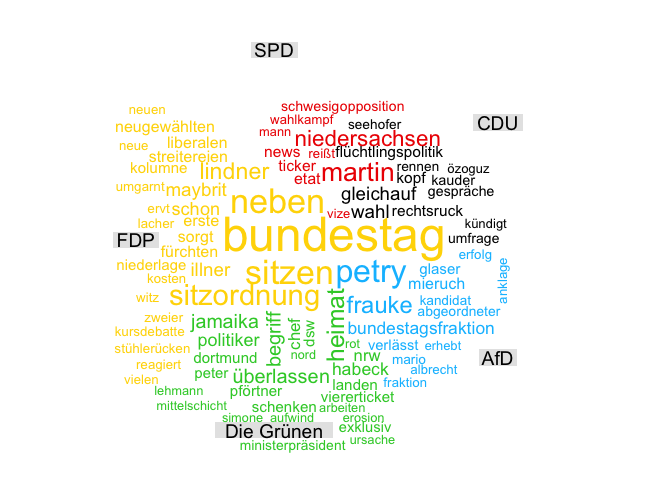 SPD
schwesigopposition
neuen
wahlkampf
seehofer
CDU
neugewählten
mann
niedersachsen
neue
liberalen
streitereien
news
reißt
flüchtlingspolitik
kolumne
lindner
ticker
martin
rennen
özoguz
etat
kopf
kauder
umgarnt
maybrit
neben
gleichauf
gespräche
ervt
schon
vize
wahl
rechtsruck
lacher
erste
bundestag
kündigt
FDP
sorgt
umfrage
fürchten
erfolg
niederlage
illner
sitzen
petry
glaser
anklage
kosten
mieruch
witz
sitzordnung
frauke
kandidat
abgeordneter
zweier
jamaika
begriff
chef
dsw
heimat
bundestagsfraktion
kursdebatte
politiker
stühlerücken
dortmund
nord
rot
verlässt
erhebt
AfD
reagiert
nrw
mario
peter
überlassen
habeck
albrecht
vielen
landen
fraktion
lehmann
pförtner
viererticket
mittelschicht
schenken
arbeiten
simone
aufwind
erosion
Die Grünen
exklusiv
ministerpräsident
ursache